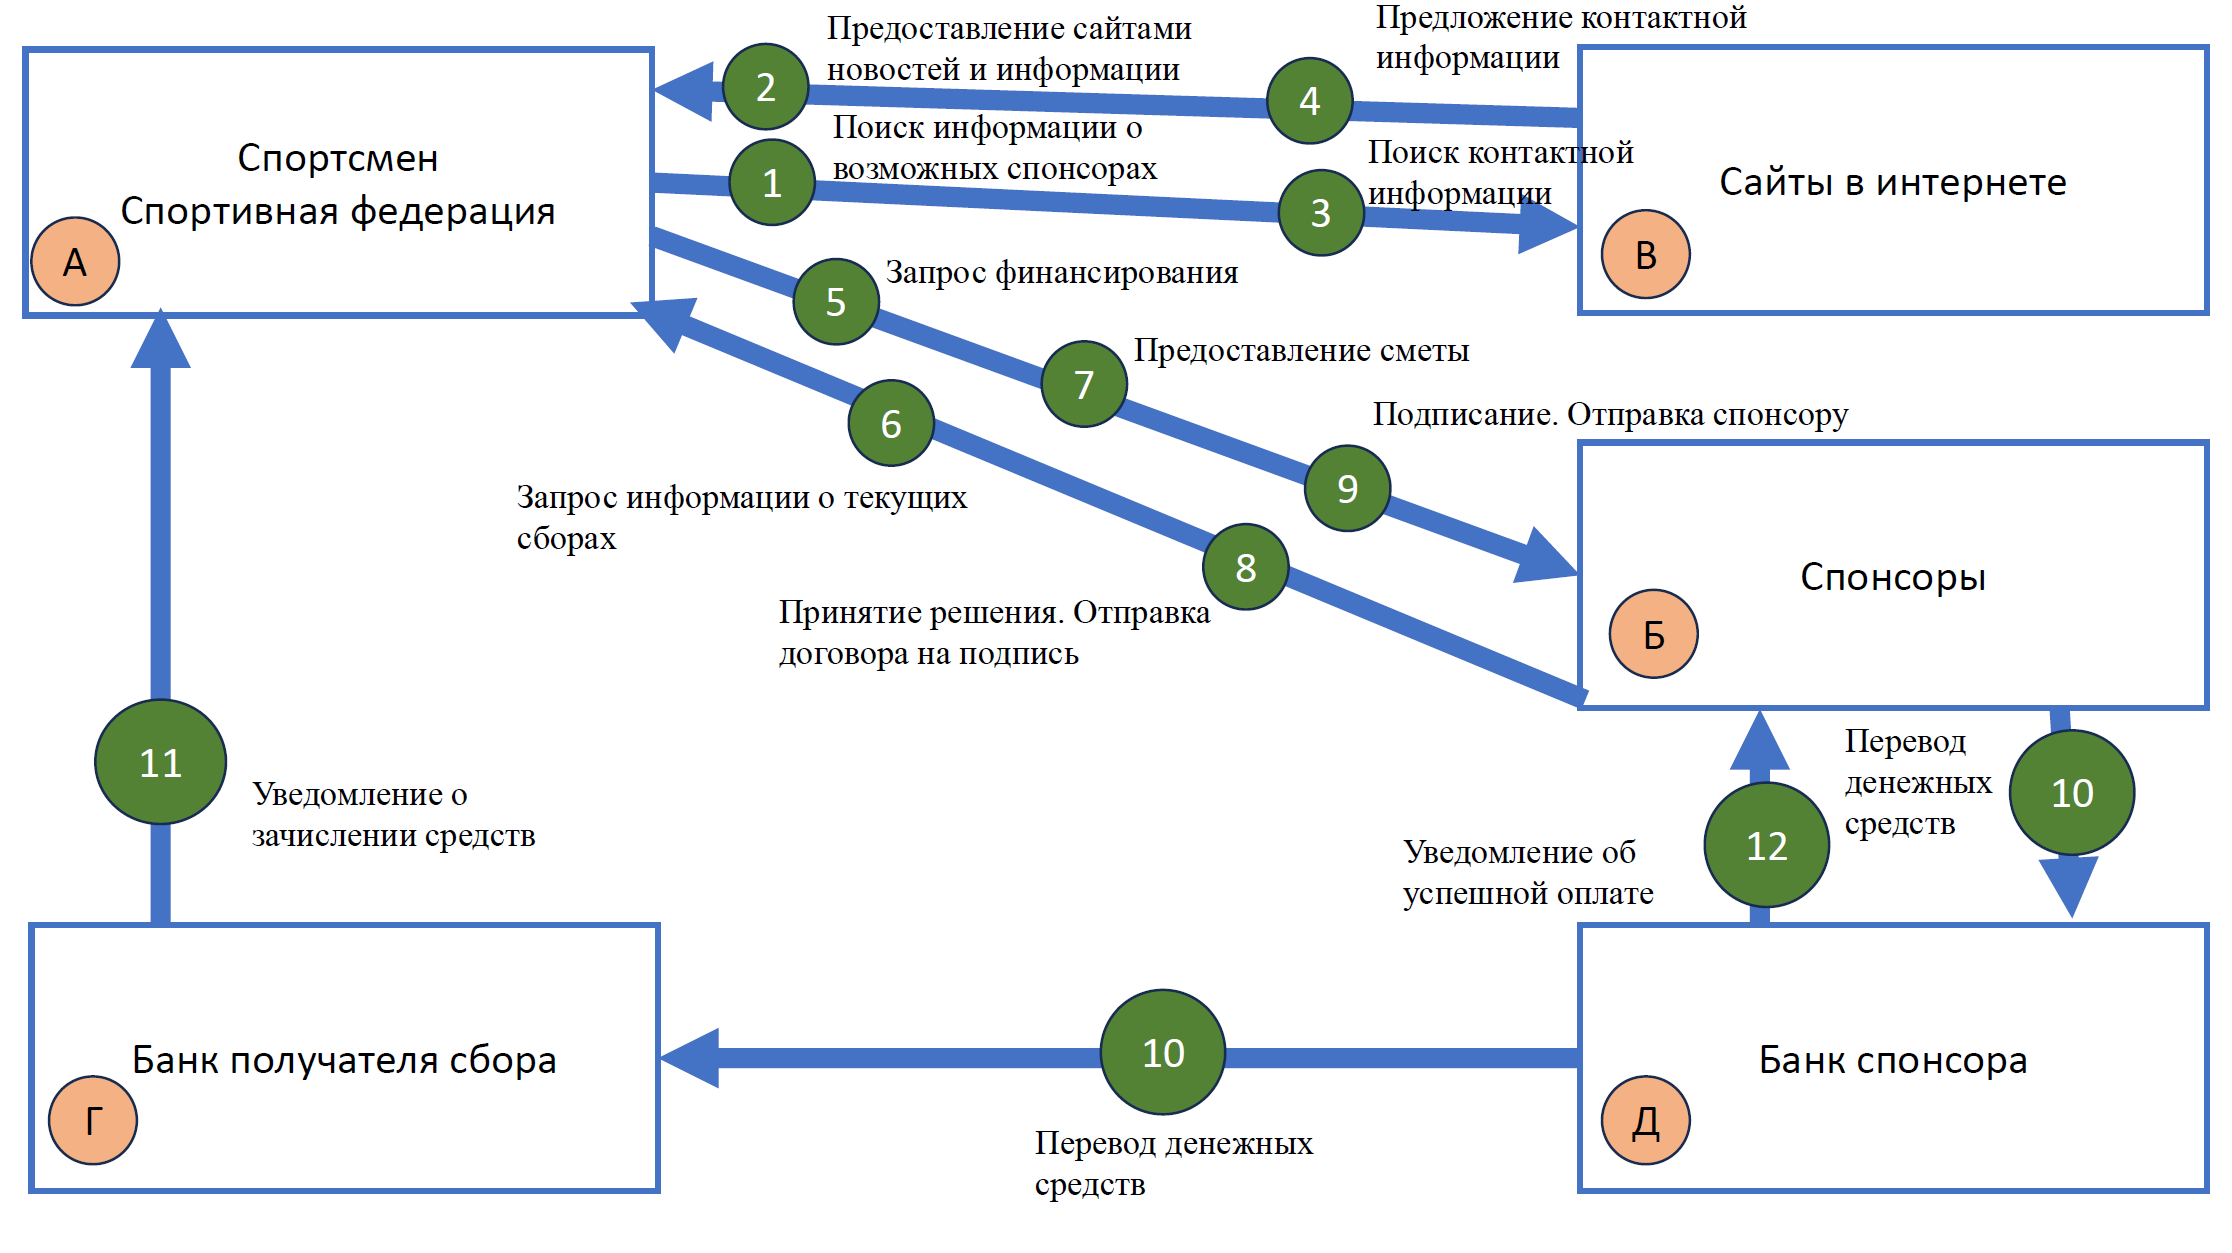 Предоставление сайтами
новостей и информации
2
Предложение контактной
информации
4
Поиск информации о
возможных спонсорах
1
Поиск контактной
информации
3
Спортсмен
Спортивная федерация
А
Сайты в интернете
В
5
Запрос финансирования
7
Предоставление сметы
9
Подписание. Отправка спонсору
6
Запрос информации о текущих
сборах
8
Принятие решения. Отправка
договора на подпись
Спонсоры
Б
11
Уведомление о
зачислении средств
Перевод
денежных
средств
10
12
Уведомление об
успешной оплате
Банк получателя сбора
Г
10
Перевод денежных
средств
Банк спонсора
Д